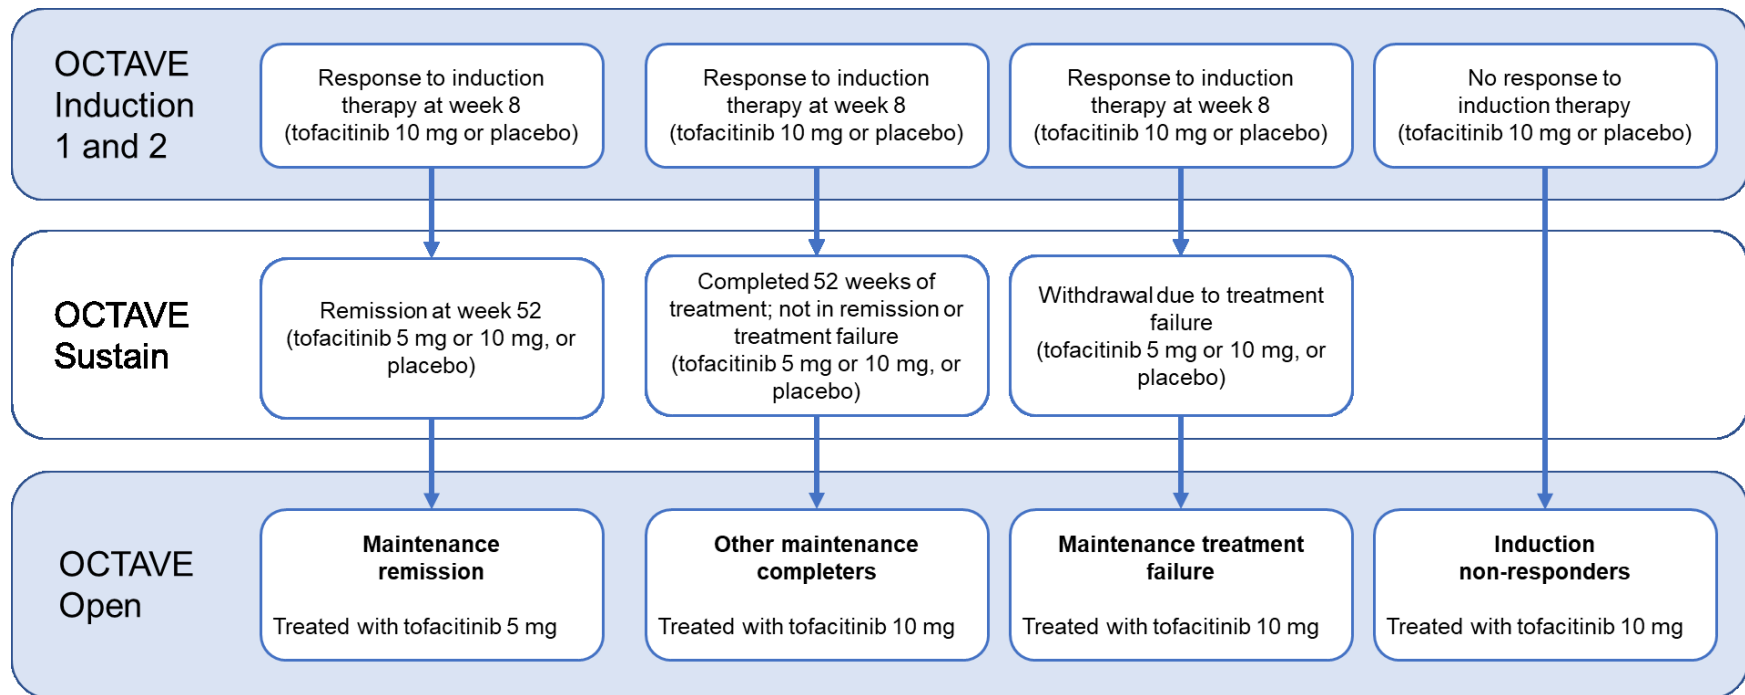 OCTAVE
Induction
1 and 2
Response to induction
therapy at week 8
(tofacitinib 10 mg or placebo)
Response to induction
therapy at week 8
(tofacitinib 10 mg or placebo)
Response to induction
therapy at week 8
(tofacitinib 10 mg or placebo)
No response to
induction therapy
(tofacitinib 10 mg or placebo)
OCTAVE
Sustain
Remission at week 52
(tofacitinib 5 mg or 10 mg, or
placebo)
Completed 52 weeks of
treatment; not in remission or
treatment failure
(tofacitinib 5 mg or 10 mg, or
placebo)
Withdrawal due to treatment
failure
(tofacitinib 5 mg or 10 mg, or
placebo)
OCTAVE
Open
Maintenance
remission
Treated with tofacitinib 5 mg
Other maintenance
completers
Treated with tofacitinib 10 mg
Maintenance treatment
failure
Treated with tofacitinib 10 mg
Induction
non-responders
Treated with tofacitinib 10 mg